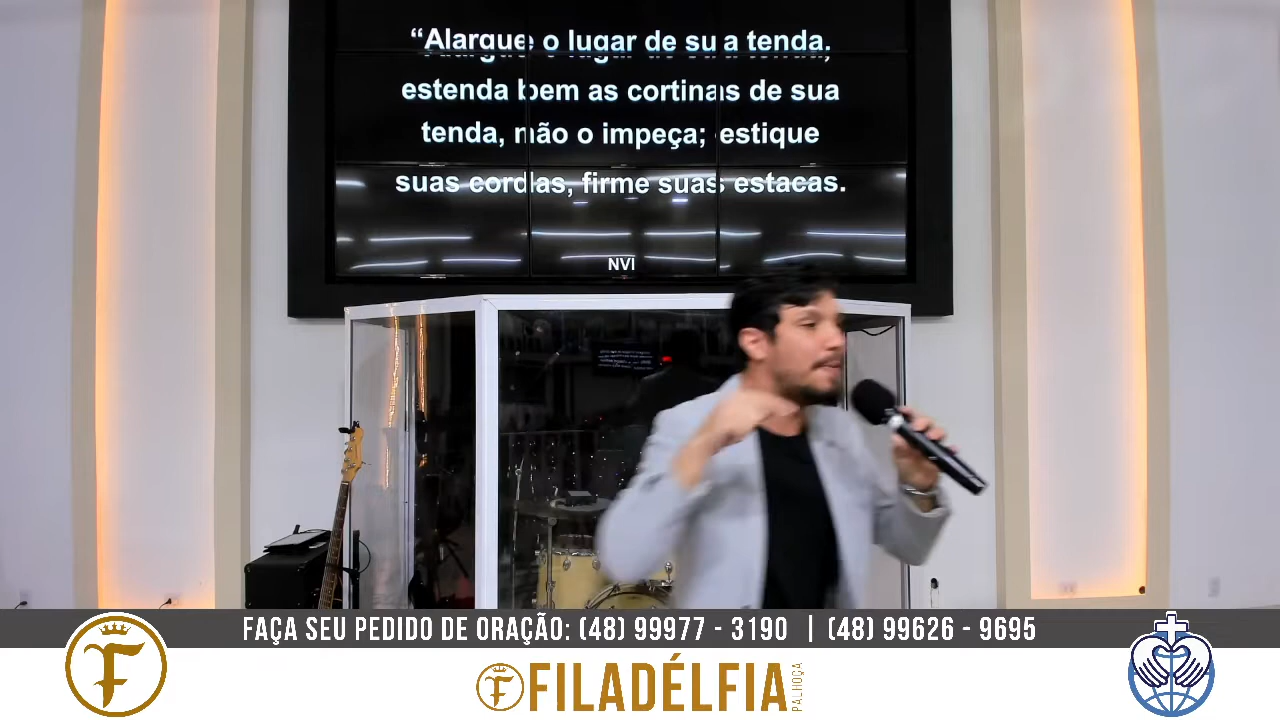 “Alargue o lugar de sua tenda,
estenda bem as cortinas de sua
tenda, não o impeça; estique
suas cordas, firme suas estacas.
NVI
FAÇA SEU PEDIDO DE ORAÇÃO: (48) 99977 - 3190 | (48) 99626 - 9695
F
F FILADÉLFIA PALHOÇA